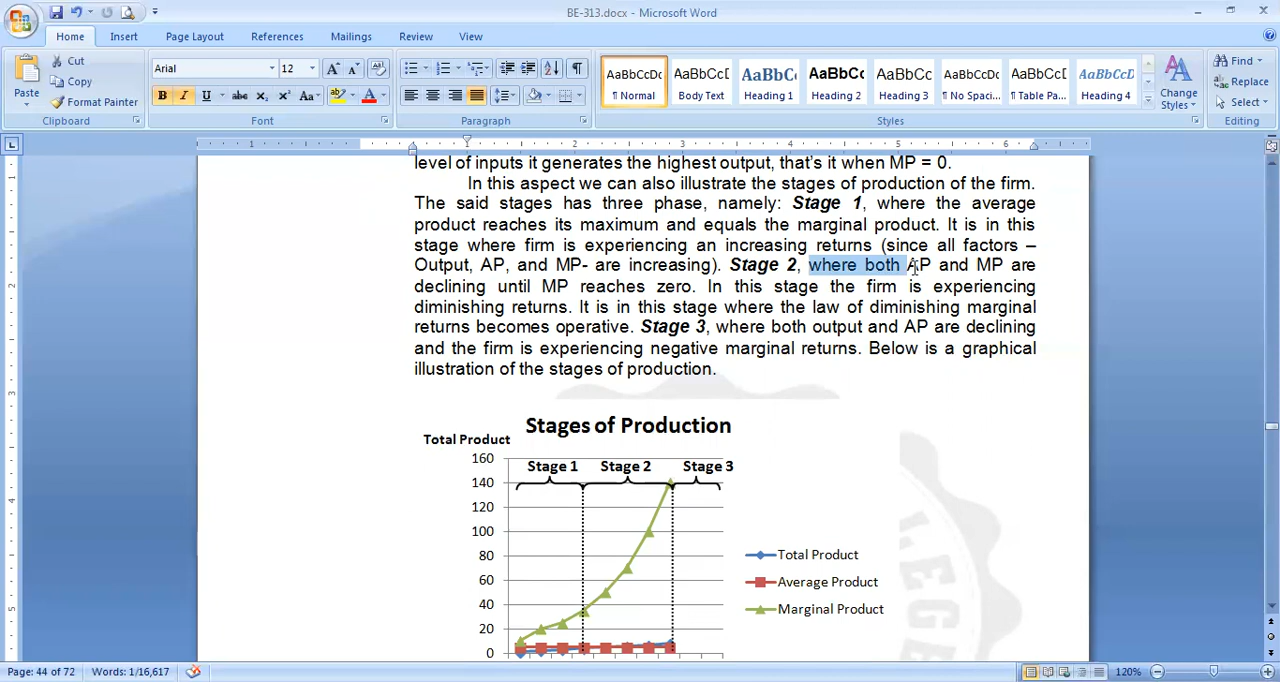 BE-313.docx - Microsoft Word
Home Insert Page Layout References Mailings Review View
Paste
Cut
Copy
Format Painter
Clipboard
Arial 12
Font
Paragraph
AaBbCcDc AaBbCcD AaBbC AaBbCc AaBbCcD AaBbCcDc AaBbCcD AaBbCcD
¶ Normal Body Text Heading 1 Heading 2 Heading 3 ¶ No Spaci... ¶ Table Pa... Heading 4
Change Styles
Styles
Find
Replace
Select
Editing
level of inputs it generates the highest output, that's it when MP = 0.
In this aspect we can also illustrate the stages of production of the firm.
The said stages has three phase, namely: Stage 1, where the average
product reaches its maximum and equals the marginal product. It is in this
stage where firm is experiencing an increasing returns (since all factors –
Output, AP, and MP- are increasing). Stage 2, where both AP and MP are
declining until MP reaches zero. In this stage the firm is experiencing
diminishing returns. It is in this stage where the law of diminishing marginal
returns becomes operative. Stage 3, where both output and AP are declining
and the firm is experiencing negative marginal returns. Below is a graphical
illustration of the stages of production.
Stages of Production
Total Product
160
Stage 1 Stage 2 Stage 3
140
120
100
80
60
40
20
0
Total Product
Average Product
Marginal Product
Page: 44 of 72 Words: 1/16,617 120%